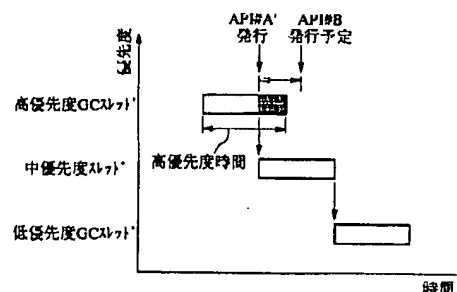 API#A' API#B
発行 発行予定
優先度
高優先度GCスレッド
高優先度時間
中優先度スレッド
低優先度GCスレッド
時間